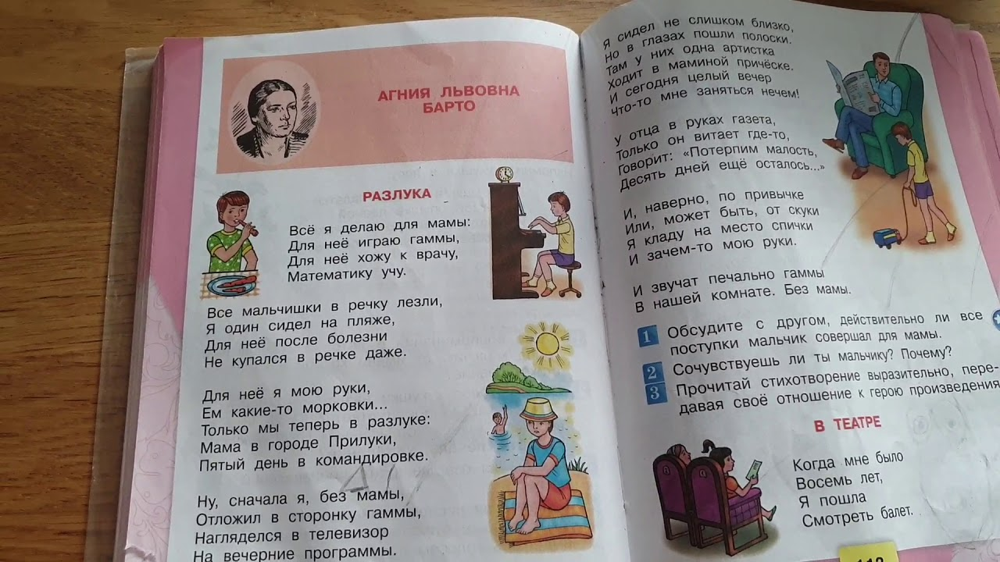 АГНИЯ ЛЬВОВНА
БАРТО
РАЗЛУКА
Всё я делаю для мамы:
Для неё играю гаммы,
Для неё хожу к врачу,
Математику учу.
Все мальчишки в речку лезли,
Я один сидел на пляже,
Для неё после болезни
Не купался в речке даже.
Для неё я мою руки,
Ем какие-то морковки...
Только мы теперь в разлуке:
Мама в городе Прилуки,
Пятый день в командировке.
Ну, сначала я, без мамы,
Отложил в сторонку гаммы,
Нагляделся в телевизор
На вечерние программы.
Я сидел не слишком близко,
Но в глазах пошли полоски.
Там у них одна артистка
Ходит в маминой причёске.
И сегодня целый вечер
Что-то мне заняться нечем!
У отца в руках газета,
Только он витает где-то,
Говорит: «Потерпим малость,
Десять дней ещё осталось...»
И, наверно, по привычке
Или, может быть, от скуки
Я кладу на место спички
И зачем-то мою руки.
И звучат печально гаммы
В нашей комнате. Без мамы.
1 Обсудите с другом, действительно ли все
поступки мальчик совершал для мамы.
2 Сочувствуешь ли ты мальчику? Почему?
3 Прочитай стихотворение выразительно, пере-
давая своё отношение к герою произведения
В ТЕАТРЕ
Когда мне было
Восемь лет,
Я пошла
Смотреть балет.